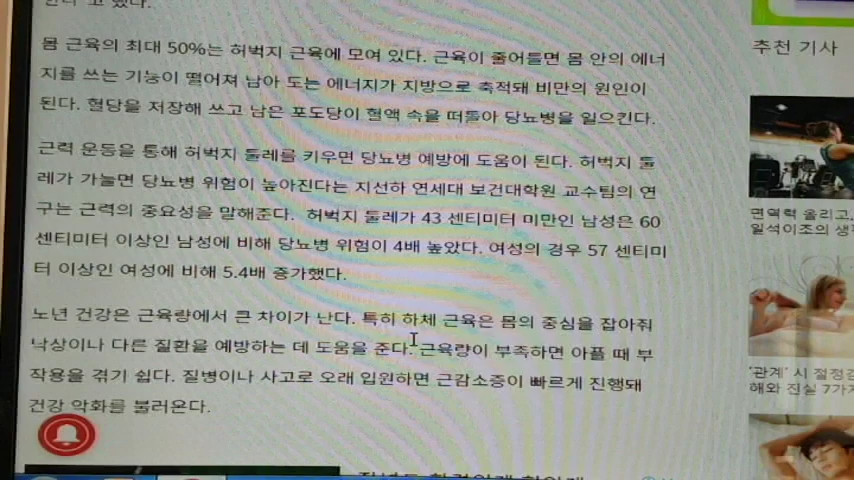 몸 근육의 최대 50%는 허벅지 근육에 모여 있다. 근육이 줄어들면 몸 안의 에너
지를 쓰는 기능이 떨어져 남아 도는 에너지가 지방으로 축적돼 비만의 원인이
된다. 혈당을 저장해 쓰고 남은 포도당이 혈액 속을 떠돌아 당뇨병을 일으킨다.
근력 운동을 통해 허벅지 둘레를 키우면 당뇨병 예방에 도움이 된다. 허벅지 둘
레가 가늘면 당뇨병 위험이 높아진다는 지선하 연세대 보건대학원 교수팀의 연
구는 근력의 중요성을 말해준다. 허벅지 둘레가 43 센티미터 미만인 남성은 60
센티미터 이상인 남성에 비해 당뇨병 위험이 4배 높았다. 여성의 경우 57 센티미
터 이상인 여성에 비해 5.4배 증가했다.
노년 건강은 근육량에서 큰 차이가 난다. 특히 하체 근육은 몸의 중심을 잡아줘
낙상이나 다른 질환을 예방하는 데 도움을 준다. 근육량이 부족하면 아플 때 부
작용을 겪기 쉽다. 질병이나 사고로 오래 입원하면 근감소증이 빠르게 진행돼
건강 악화를 불러온다.
추천 기사
면역력 올리고,
일석이조의
'관계' 시
해와 진실 7가지